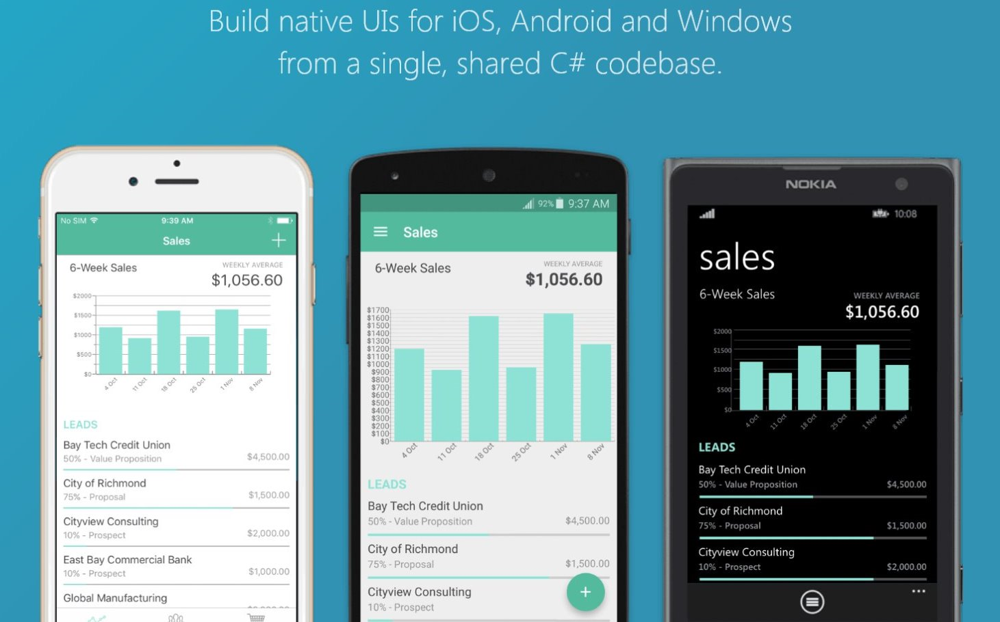 Build native UIs for iOS, Android and Windows
from a single, shared C# codebase.
No SIM
9:39 AM
Sales
6-Week Sales
WEEKLY AVERAGE
$1,056.60
$2000
$1500
$1000
$500
$0
4 Oct
11 Oct
18 Oct
25 Oct
1 Nov
8 Nov
LEADS
Bay Tech Credit Union
50% - Value Proposition
$4,500.00
City of Richmond
75% - Proposal
$1,500.00
Cityview Consulting
10% - Prospect
$2,000.00
East Bay Commercial Bank
10% - Prospect
$1,000.00
Global Manufacturing
92%
9:37 AM
Sales
6-Week Sales
WEEKLY AVERAGE
$1,056.60
$1700
$1600
$1500
$1400
$1300
$1200
$1100
$1000
$900
$800
$700
$600
$500
$400
$300
$200
$100
$0
4 Oct
11 Oct
18 Oct
25 Oct
1 Nov
8 Nov
LEADS
Bay Tech Credit Union
50% - Value Proposition
$4,500.00
City of Richmond
75% - Proposal
$1,500.00
Cityview Consulting
10% - Prospect
NOKIA
10:08
sales
6-Week Sales
WEEKLY AVERAGE
$1,056.60
$2000
$1500
$1000
$500
$0
4 Oct
11 Oct
18 Oct
25 Oct
1 Nov
8 Nov
LEADS
Bay Tech Credit Union
50% - Value Proposition
$4,500.00
City of Richmond
75% - Proposal
$1,500.00
Cityview Consulting
10% - Prospect
$2,000.00